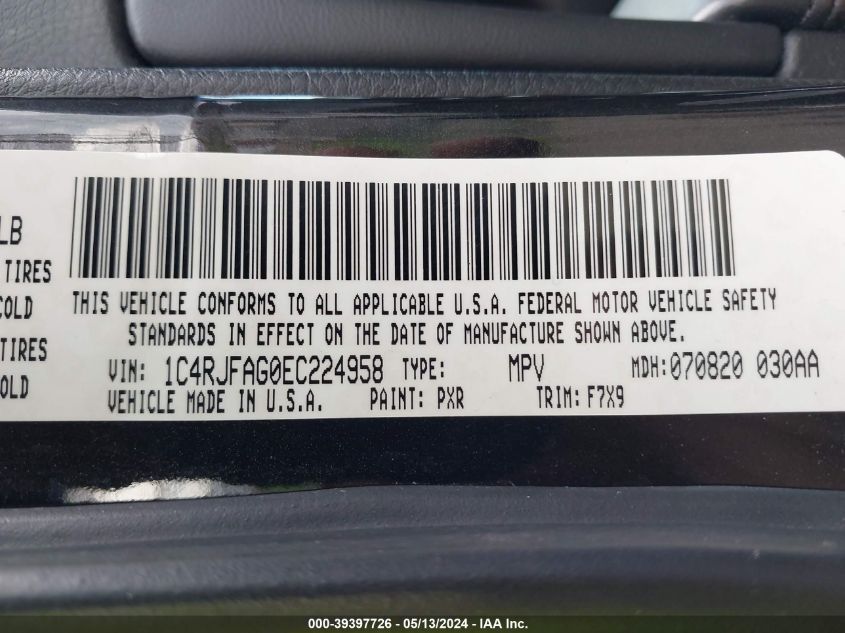 LB
TIRES
COLD
TIRES
COLD
THIS VEHICLE CONFORMS TO ALL APPLICABLE U.S.A. FEDERAL MOTOR VEHICLE SAFETY
STANDARDS IN EFFECT ON THE DATE OF MANUFACTURE SHOWN ABOVE.
VIN: 1C4RJFAG0EC224958 TYPE: MPV MDH: 070820 030AA
VEHICLE MADE IN U.S.A. PAINT: PXR TRIM: F7X9
000-39397726 - 05/13/2024 - IAA Inc.